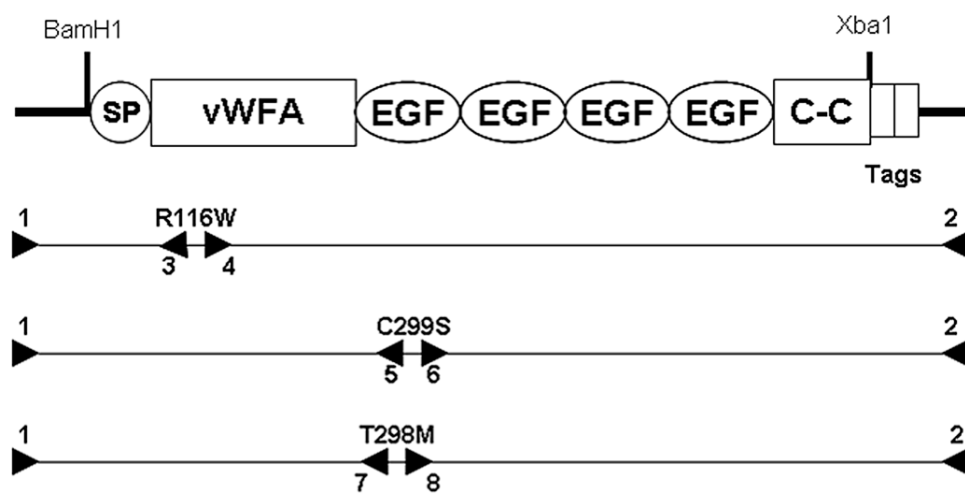 BamH1 Xba1
SP vWFA EGF EGF EGF EGF C-C
Tags
1 R116W 2
3 4
1 C299S 2
5 6
1 T298M 2
7 8